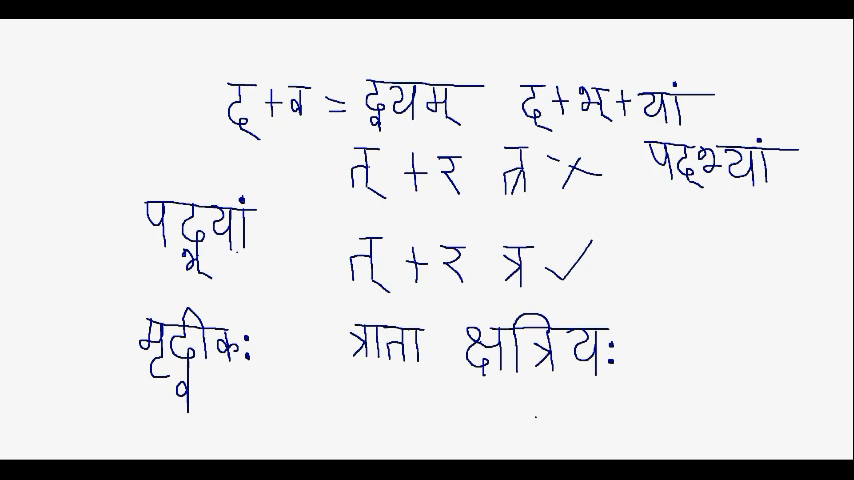 द् + व = द्वयम् द् + भ् + यां
त् + र त्र × पद्भ्यां
पद्भ्यां
त् + र त्र ✓
मृद्वीकः त्राता क्षत्रियः